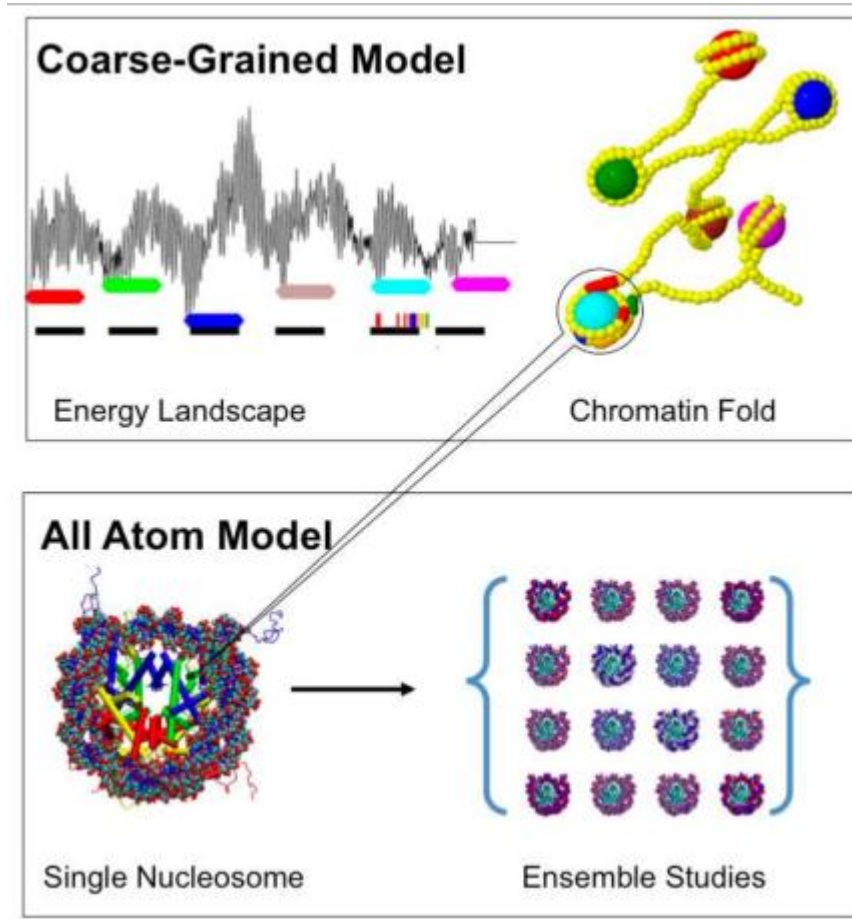 Coarse-Grained Model
Energy Landscape
Chromatin Fold
All Atom Model
Single Nucleosome
Ensemble Studies